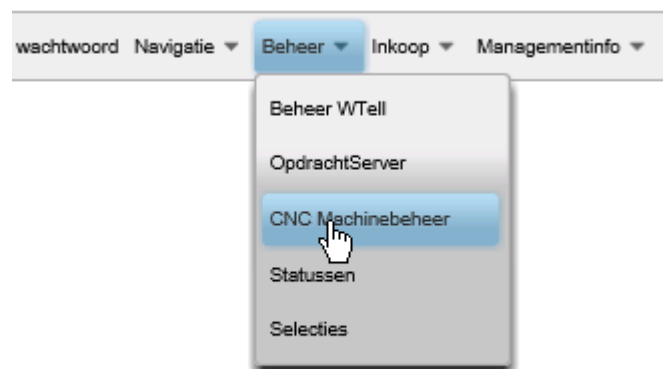 wachtwoord Navigatie Beheer Inkoop Managementinfo
Beheer WTell
OpdrachtServer
CNC Machinebeheer
Statussen
Selecties